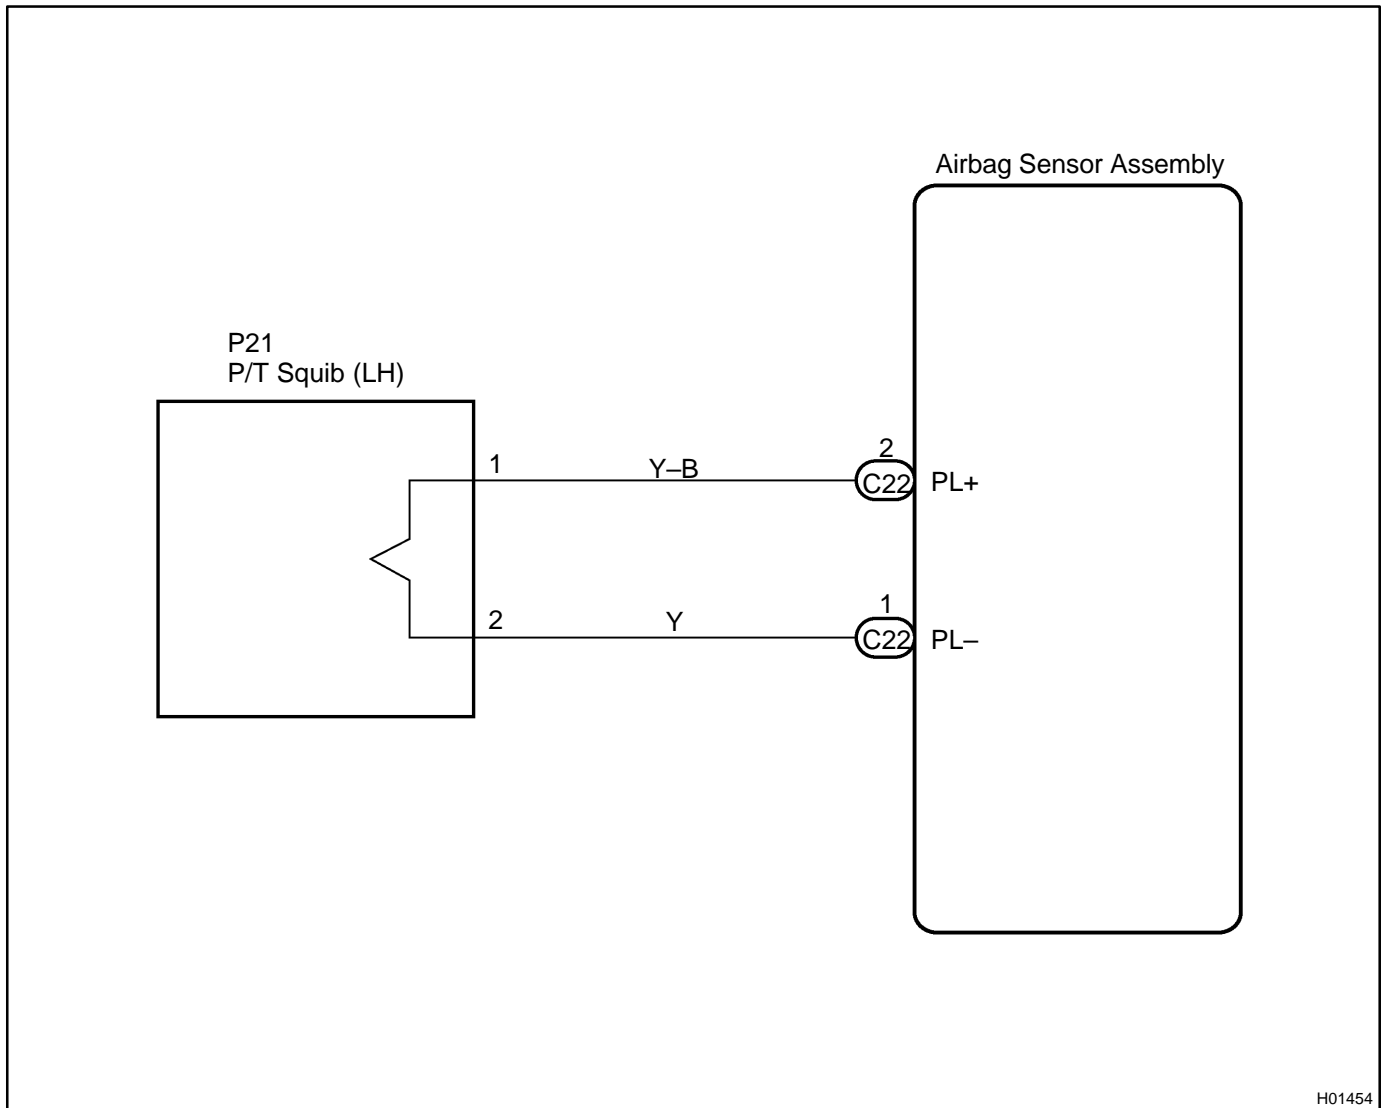 Airbag Sensor Assembly
P21
P/T Squib (LH)
1
Y–B
2
C22
PL+
2
Y
1
C22
PL–
H01454